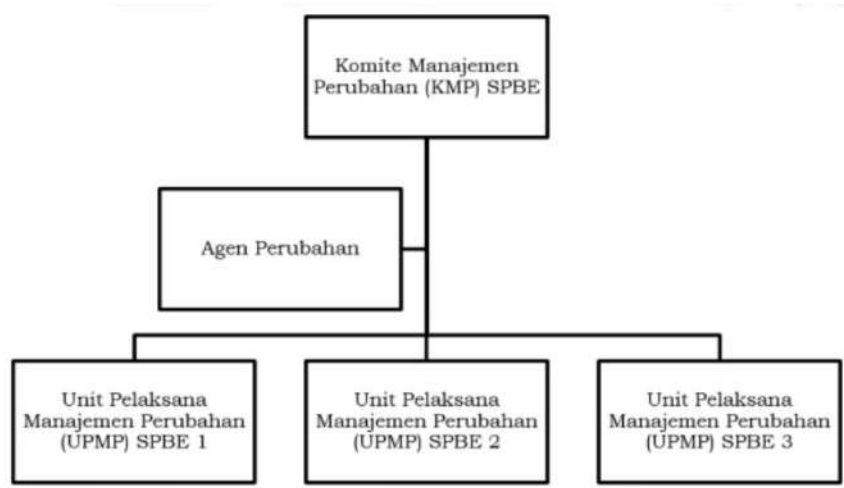 Komite Manajemen
Perubahan (KMP) SPBE
Agen Perubahan
Unit Pelaksana
Manajemen Perubahan
(UPMP) SPBE 1
Unit Pelaksana
Manajemen Perubahan
(UPMP) SPBE 2
Unit Pelaksana
Manajemen Perubahan
(UPMP) SPBE 3